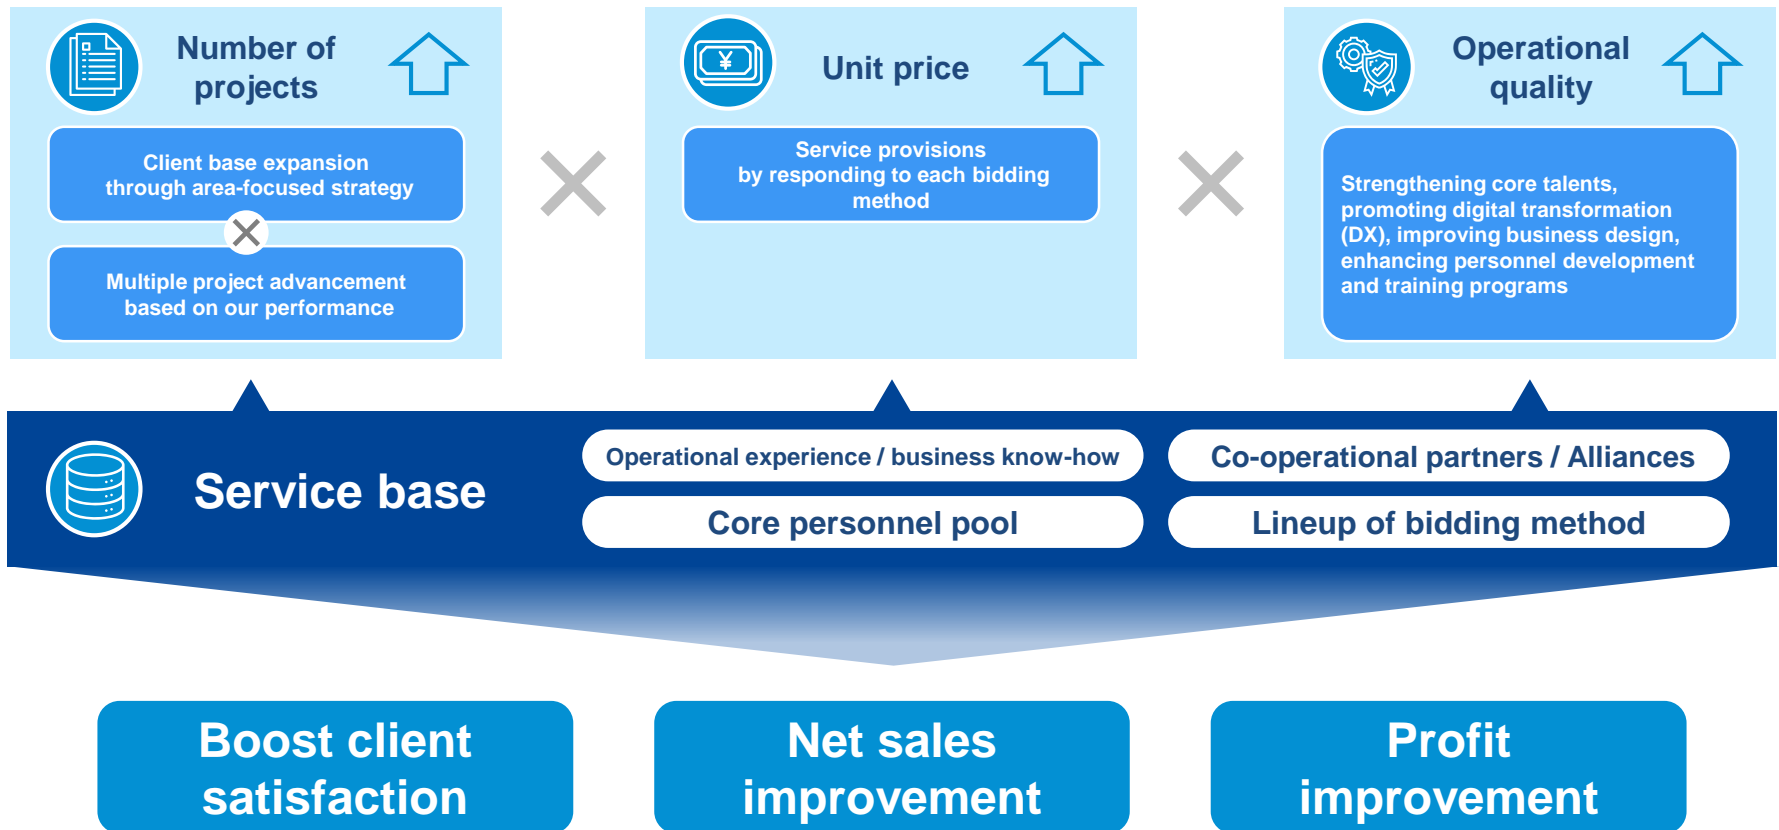 Number of
projects
Client base expansion
through area-focused strategy
Multiple project advancement
based on our performance
¥
Unit price
Service provisions
by responding to each bidding
method
Operational
quality
Strengthening core talents,
promoting digital transformation
(DX), improving business design,
enhancing personnel development
and training programs
Service base
Operational experience / business know-how
Co-operational partners / Alliances
Core personnel pool
Lineup of bidding method
Boost client
satisfaction
Net sales
improvement
Profit
improvement